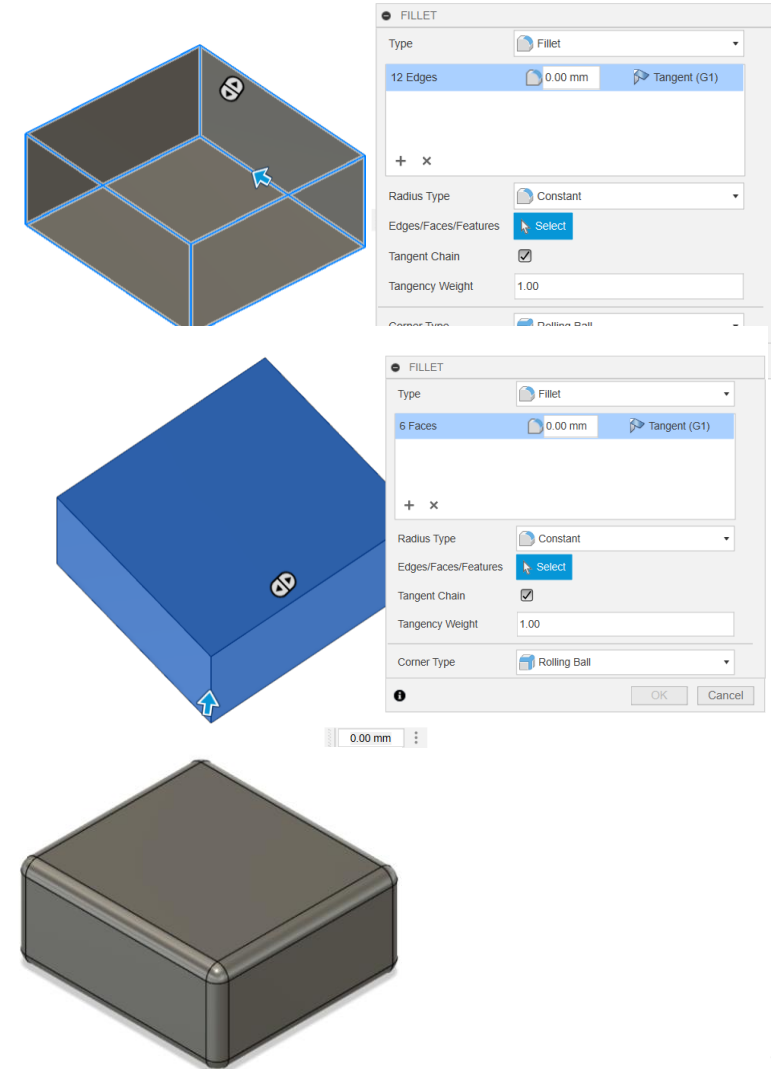 FILLET
Type Fillet
12 Edges 0.00 mm Tangent (G1)
Radius Type Constant
Edges/Faces/Features Select
Tangent Chain
Tangency Weight 1.00
Corner Type Rolling Ball
FILLET
Type Fillet
6 Faces 0.00 mm Tangent (G1)
Radius Type Constant
Edges/Faces/Features Select
Tangent Chain
Tangency Weight 1.00
Corner Type Rolling Ball
OK Cancel
0.00 mm